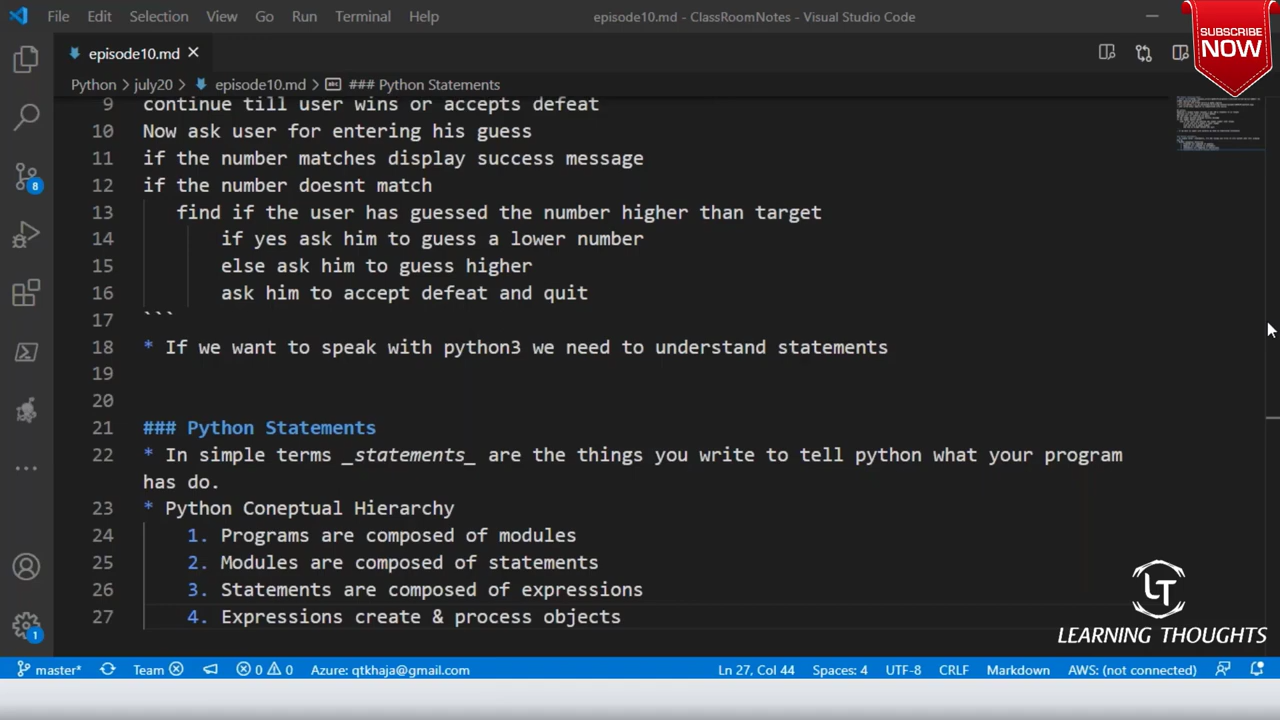 File Edit Selection View Go Run Terminal Help episode10.md - ClassRoomNotes - Visual Studio Code
SUBSCRIBE
NOW
episode10.md
Python > july20 > episode10.md > ### Python Statements
9 continue till user wins or accepts defeat
10 Now ask user for entering his guess
11 if the number matches display success message
12 if the number doesnt match
13 find if the user has guessed the number higher than target
14 if yes ask him to guess a lower number
15 else ask him to guess higher
16 ask him to accept defeat and quit
17 ```
18 * If we want to speak with python3 we need to understand statements
19
20
21 ### Python Statements
22 * In simple terms _statements_ are the things you write to tell python what your program
has do.
23 * Python Coneptual Hierarchy
24 1. Programs are composed of modules
25 2. Modules are composed of statements
26 3. Statements are composed of expressions
27 4. Expressions create & process objects
8
1
LT
LEARNING THOUGHTS
master* Team 0 0 Azure: qtkhaja@gmail.com Ln 27, Col 44 Spaces: 4 UTF-8 CRLF Markdown AWS: (not connected)